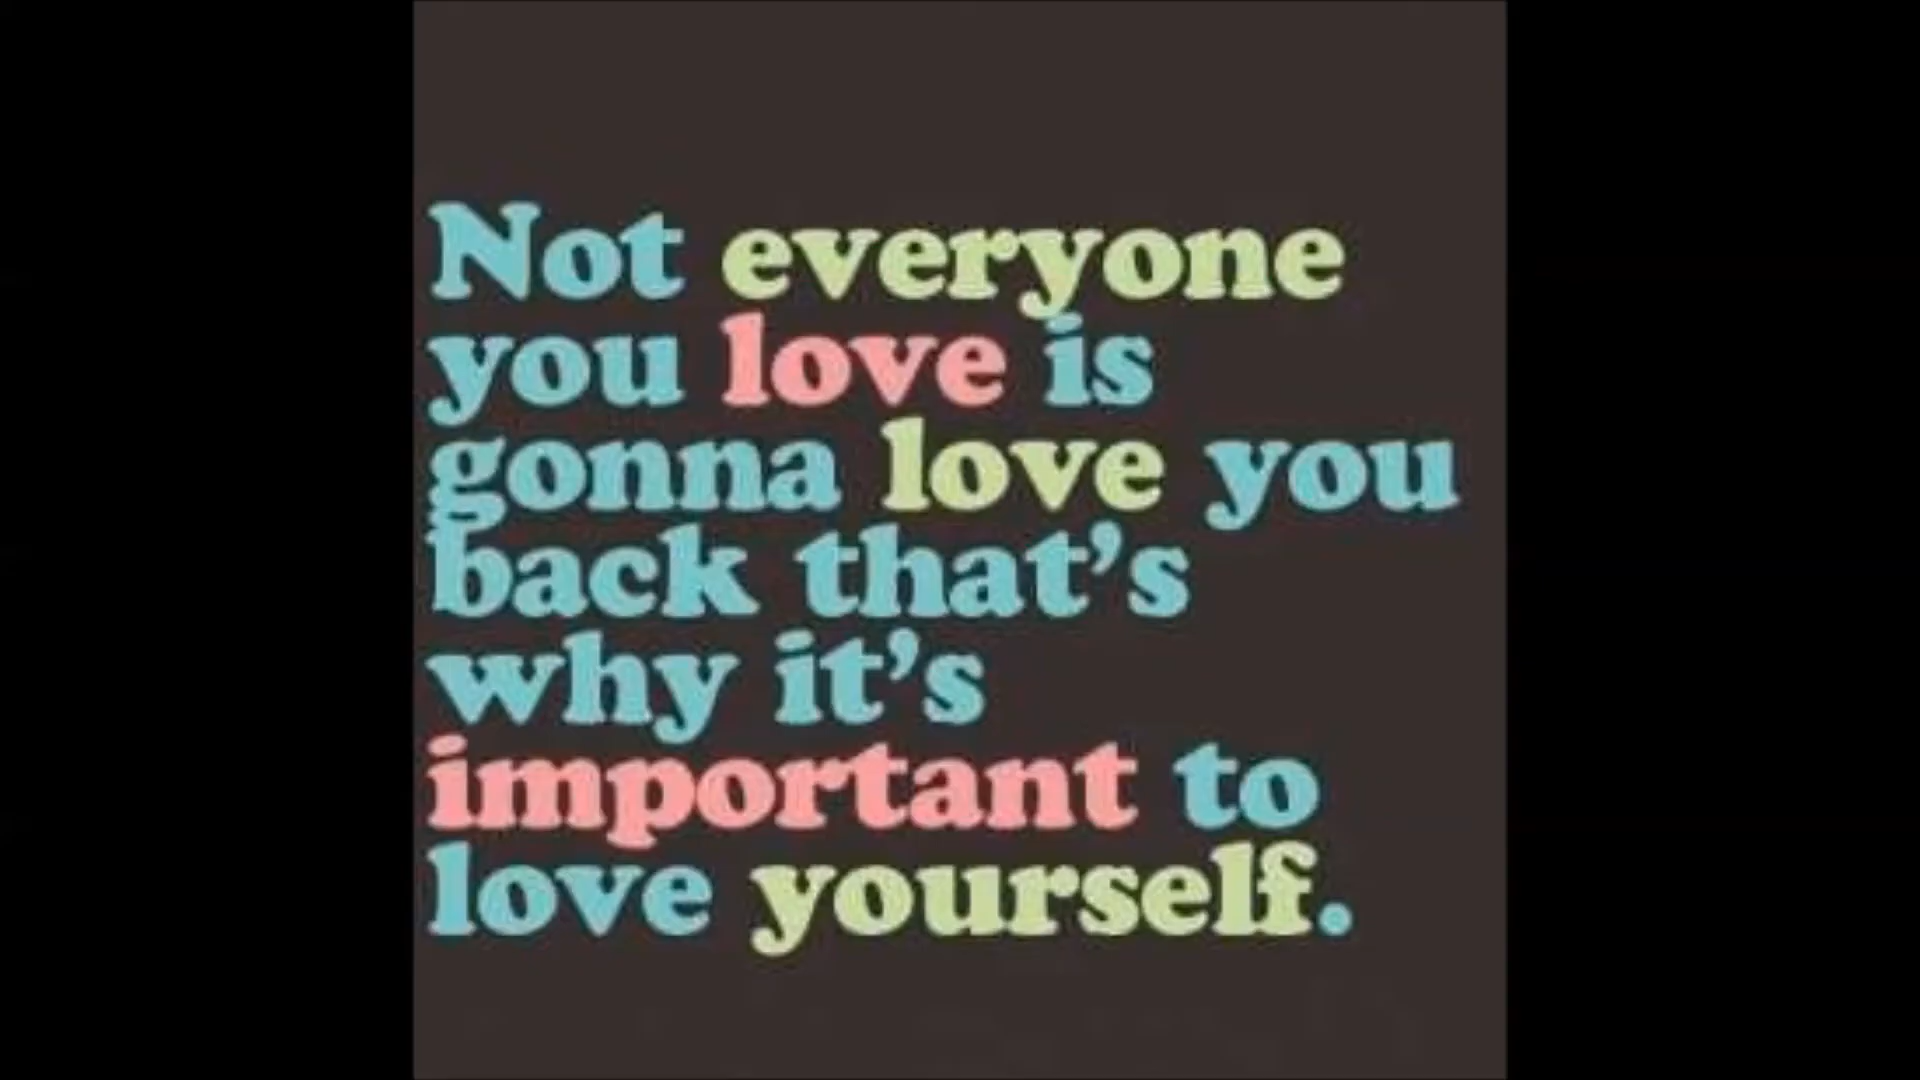 Not everyone
you love is
gonna love you
back that’s
why it’s
important to
love yourself.